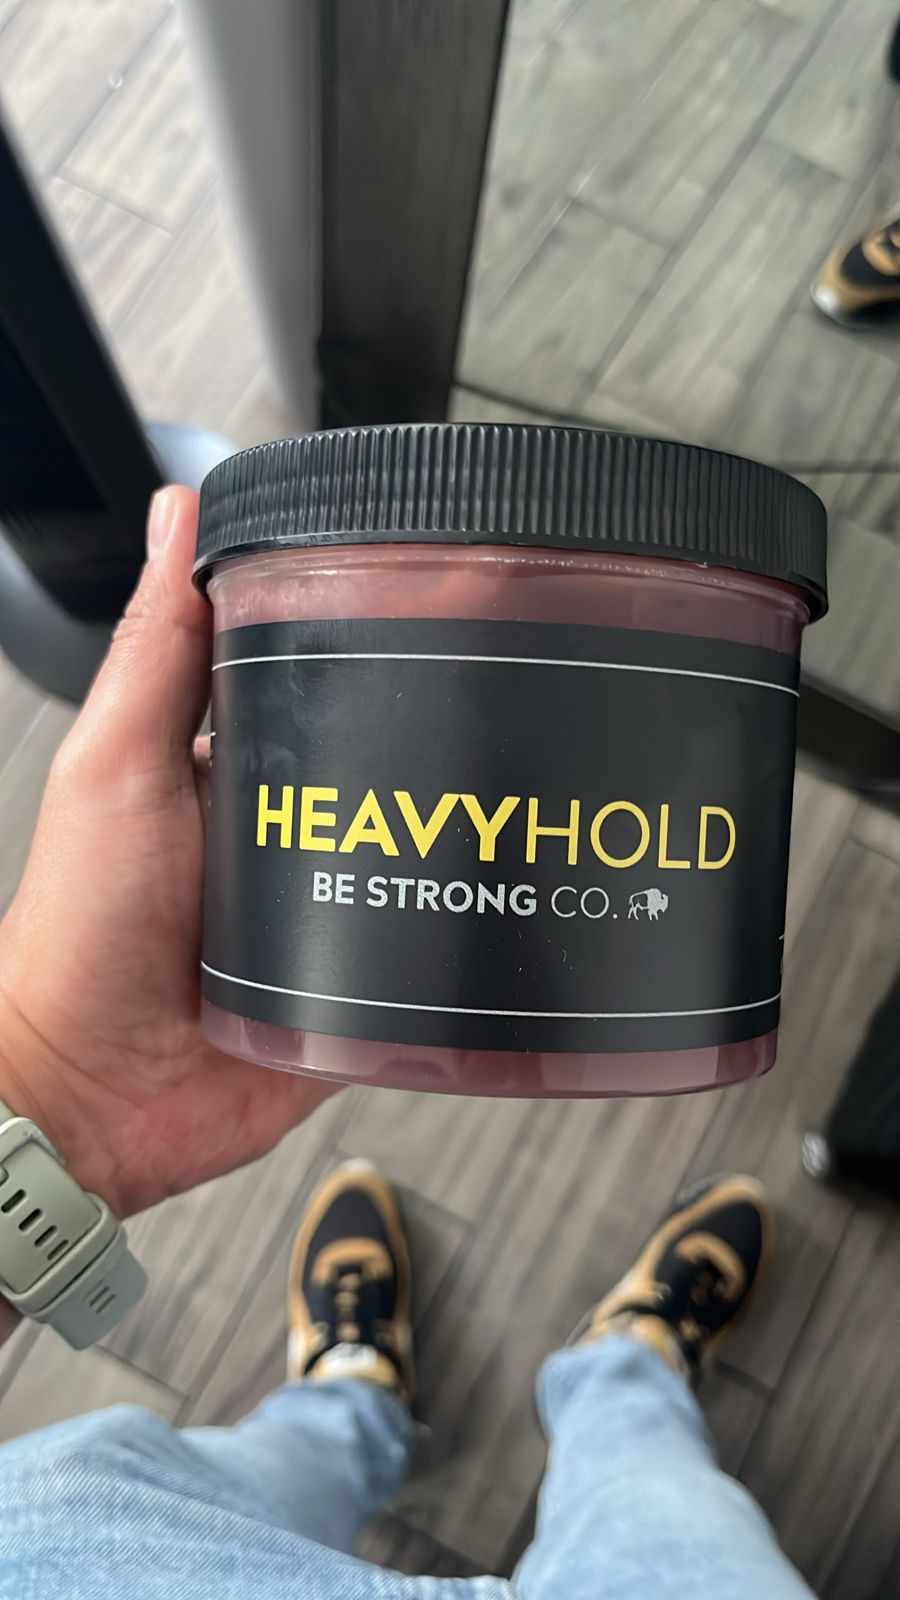 HEAVYHOLD
BE STRONG CO.